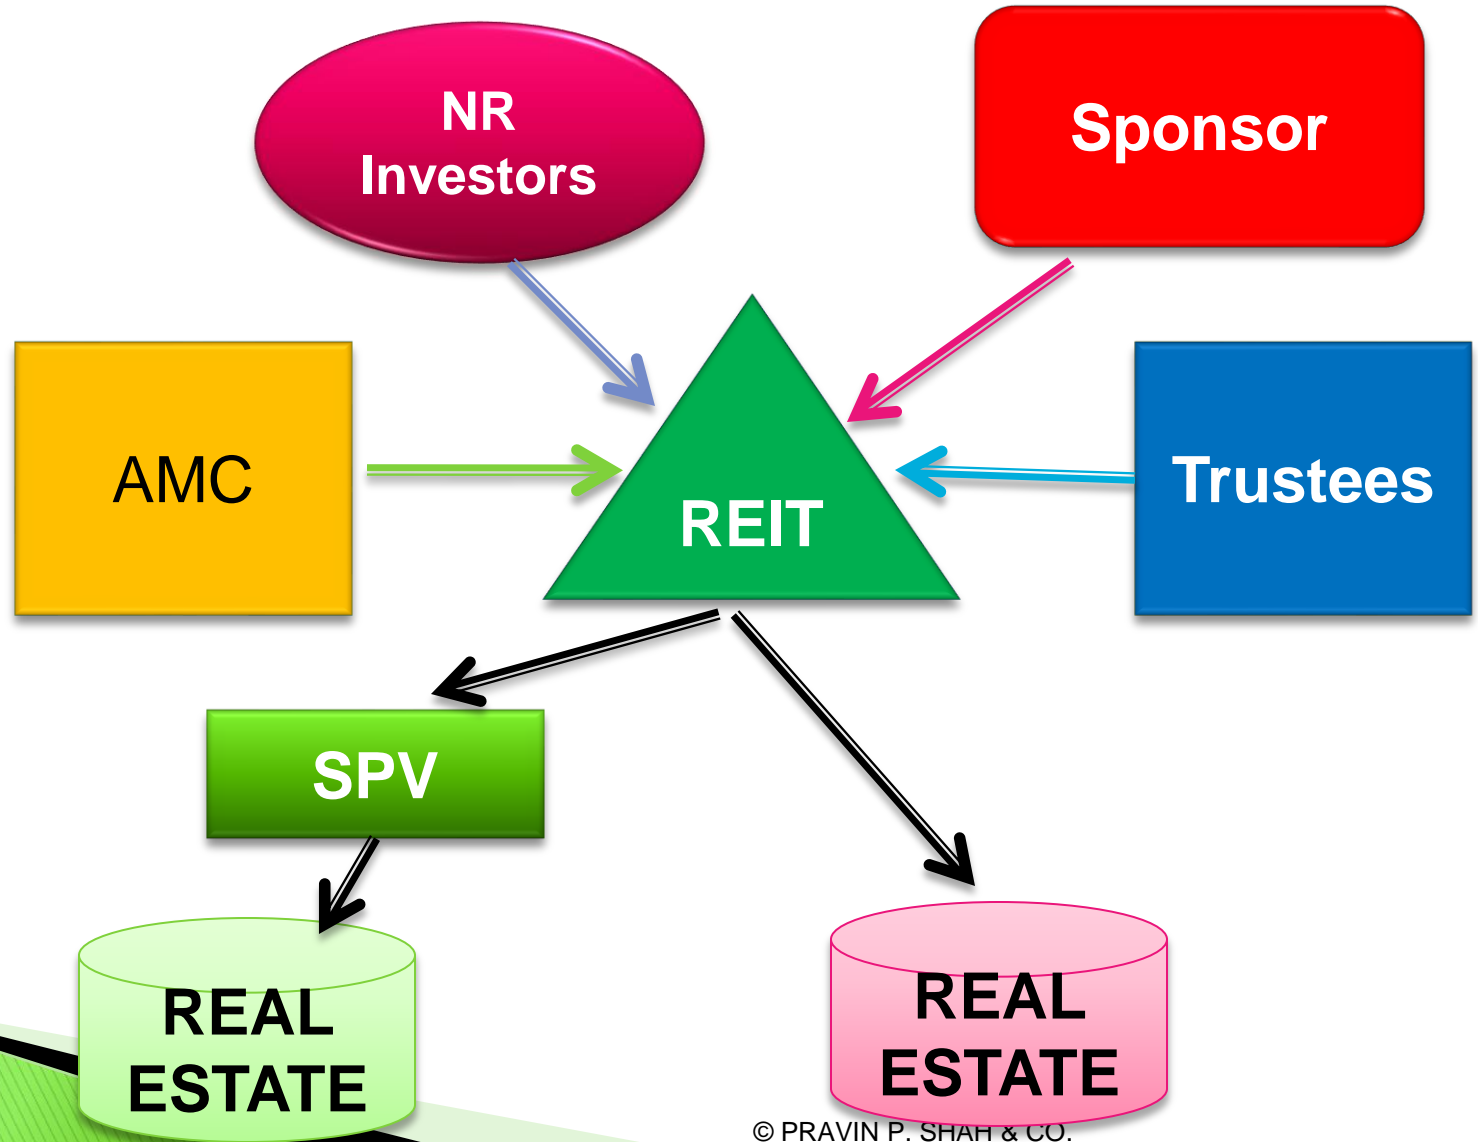 NR
Investors
Sponsor
AMC
REIT
Trustees
SPV
REAL
ESTATE
REAL
ESTATE
© PRAVIN P. SHAH & CO.